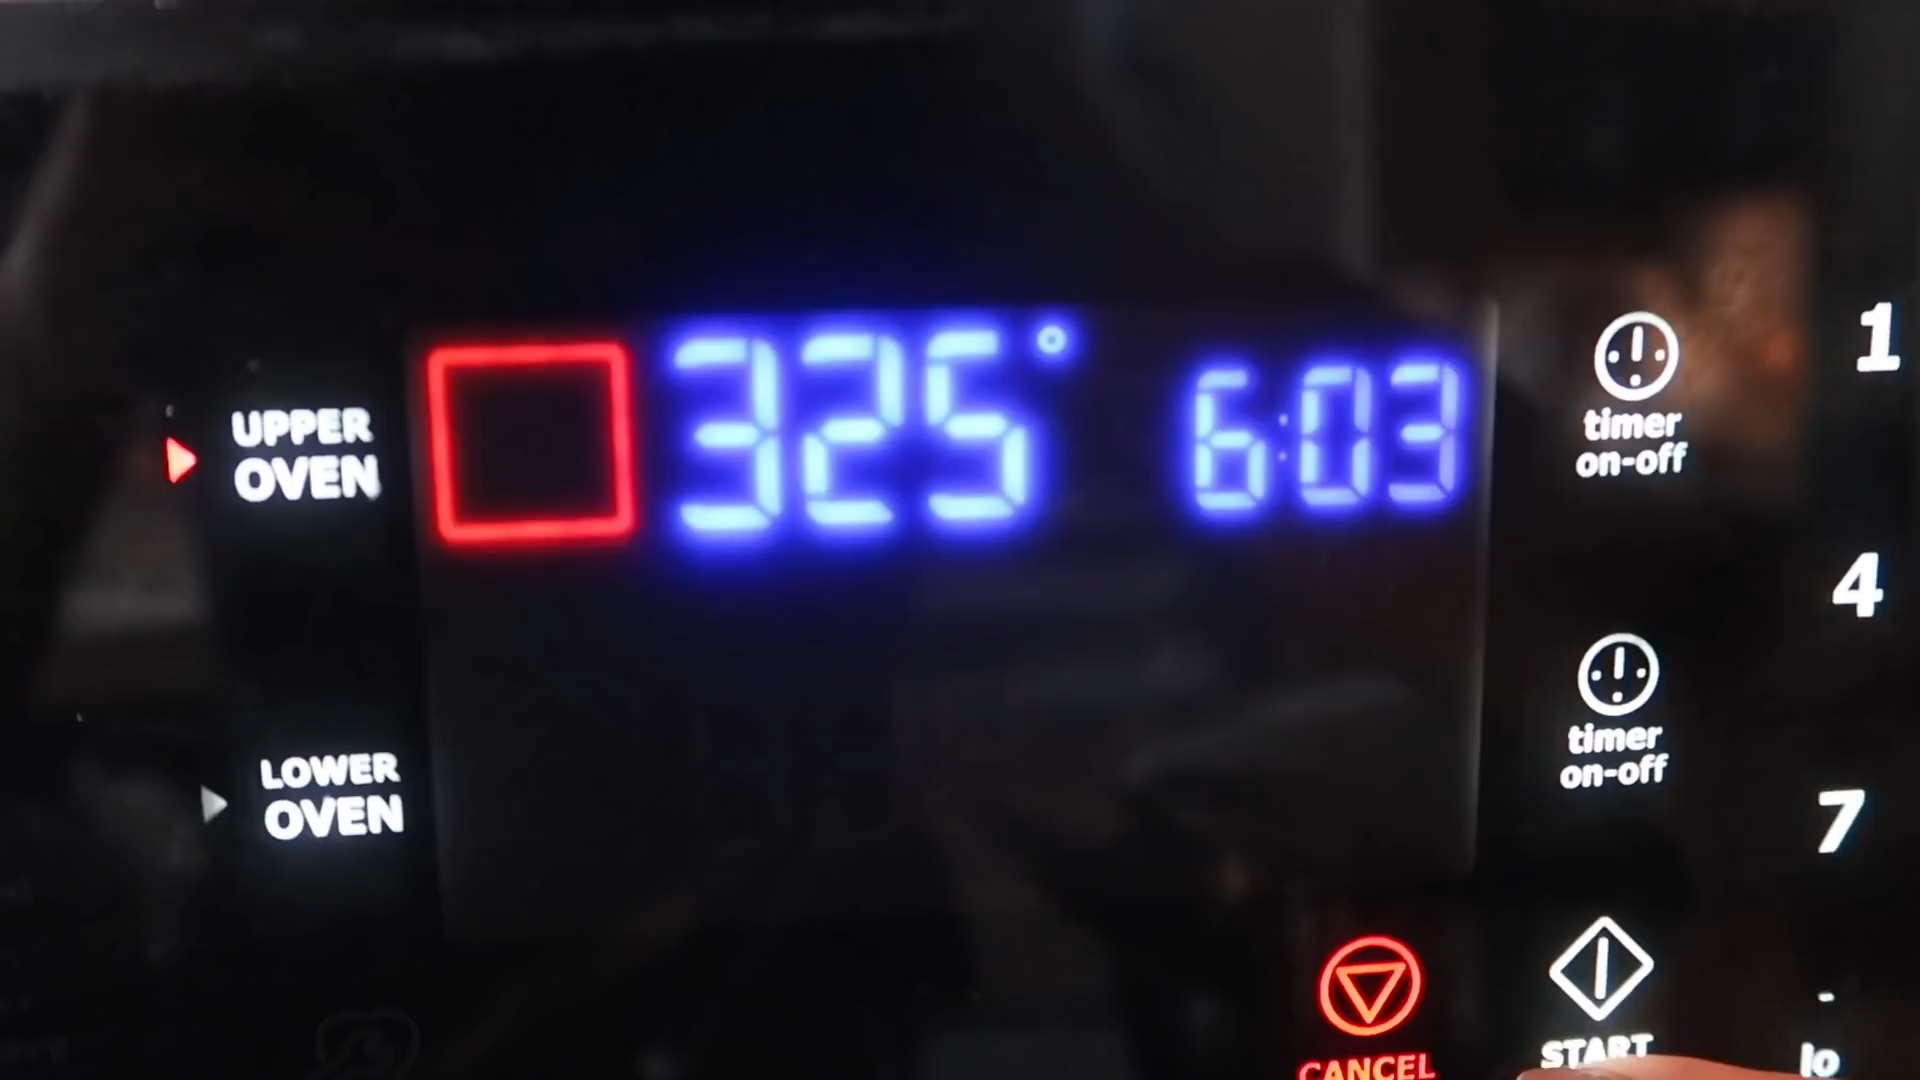 UPPER
OVEN
325°
6:03
timer
on-off
1
4
LOWER
OVEN
timer
on-off
7
CANCEL
START
lo